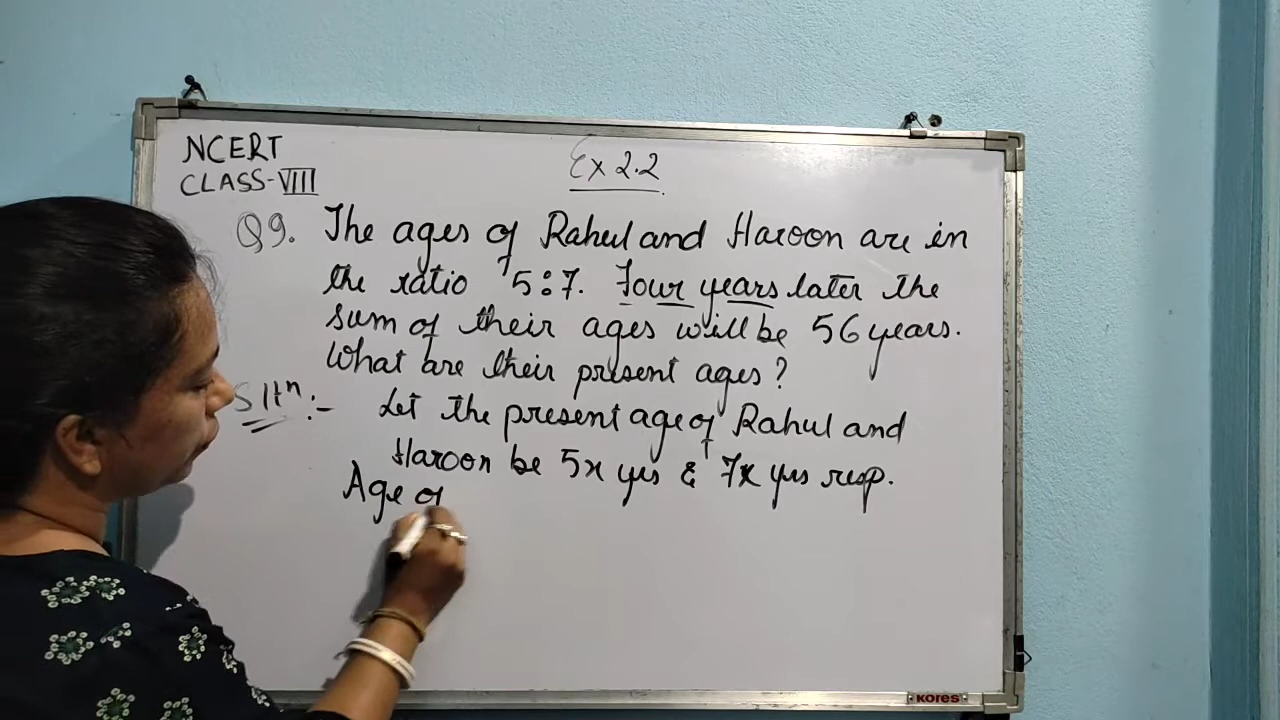 NCERT
CLASS-VIII
Ex 2.2
Q9. The ages of Rahul and Haroon are in
the ratio 5:7. Four years later the
sum of their ages will be 56 years.
What are their present ages?
Sltn:- Let the present age of Rahul and
Haroon be 5x yrs & 7x yrs resp.
Age of
KORES